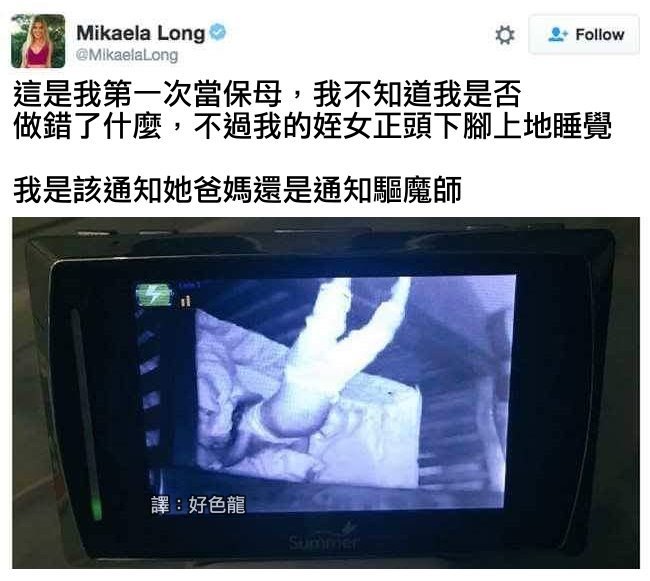 Mikaela Long
@MikaelaLong
Follow
這是我第一次當保母，我不知道我是否
做錯了什麼，不過我的姪女正頭下腳上地睡覺
我是該通知她爸媽還是通知驅魔師
譯：好色龍
Summer